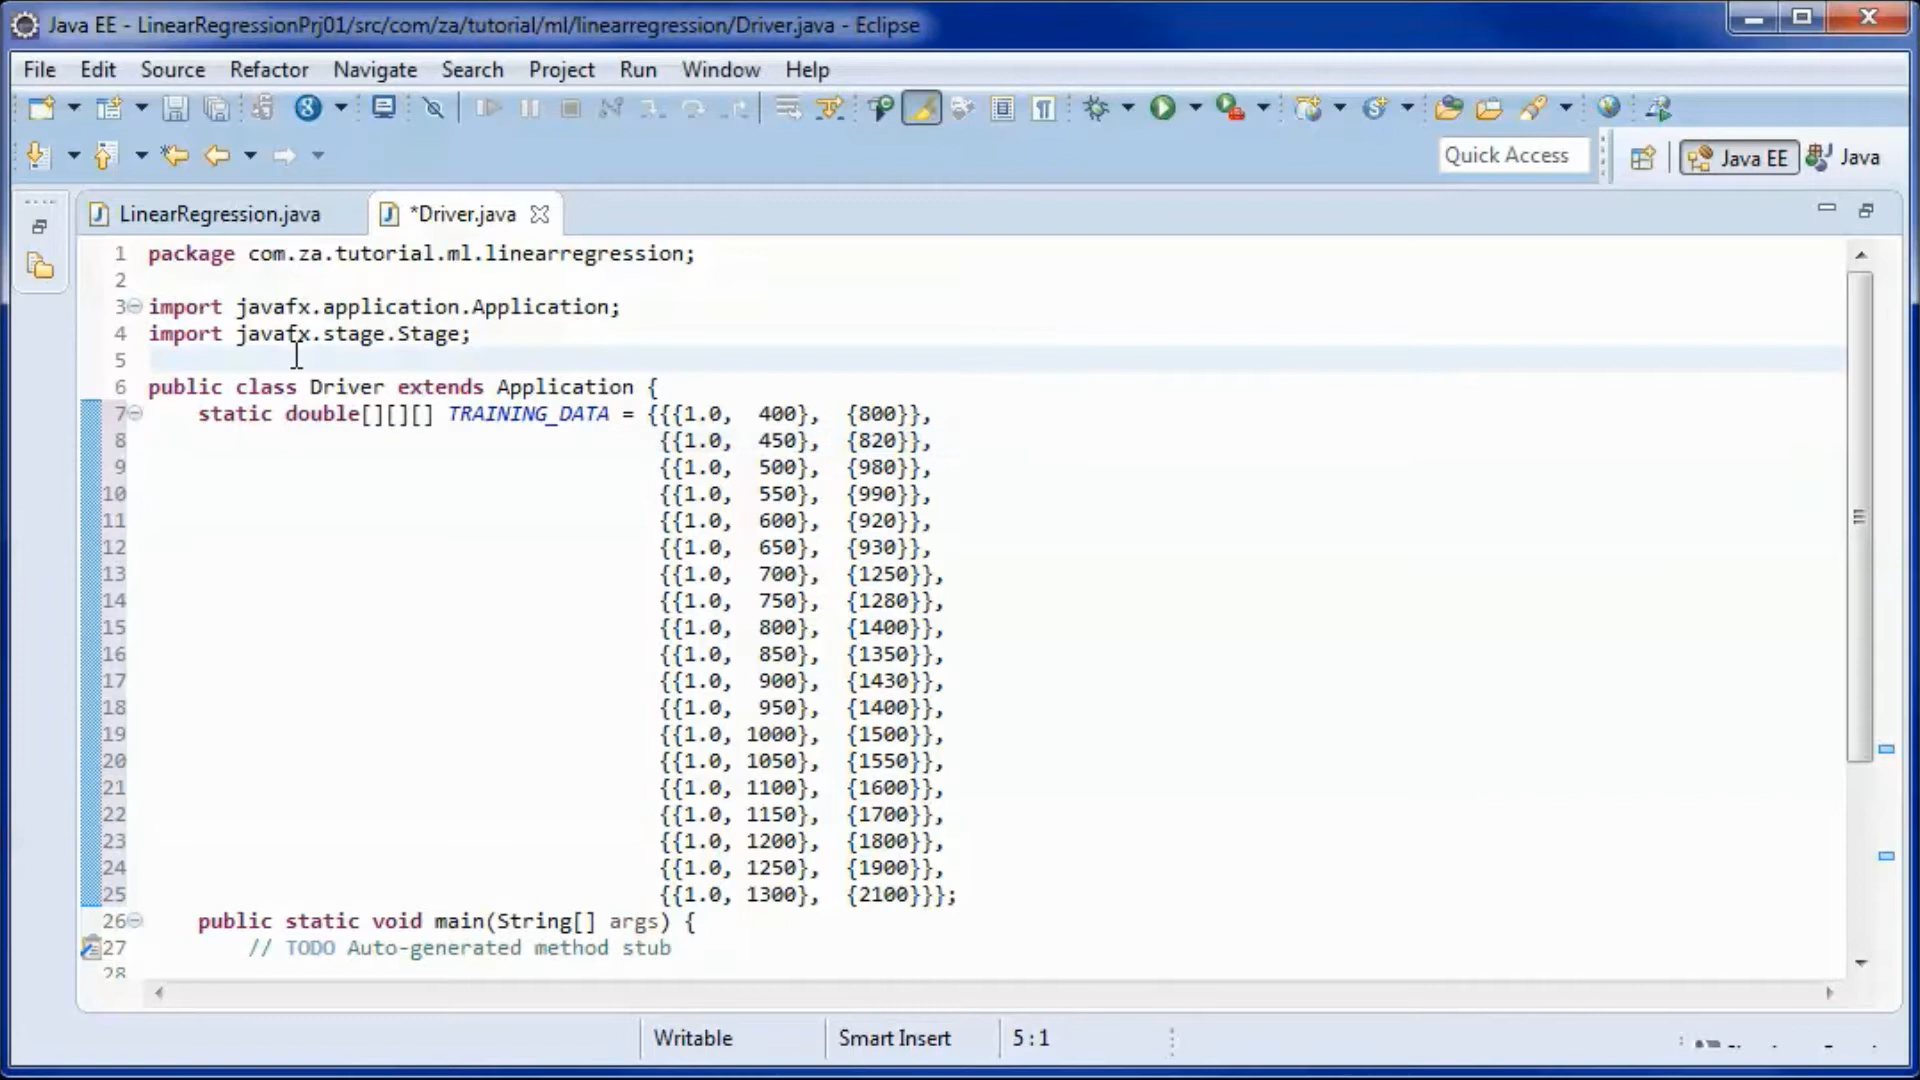 Java EE - LinearRegressionPrj01/src/com/za/tutorial/ml/linearregression/Driver.java - Eclipse
File Edit Source Refactor Navigate Search Project Run Window Help
Quick Access Java EE Java
LinearRegression.java *Driver.java
1 package com.za.tutorial.ml.linearregression;
2
3 import javafx.application.Application;
4 import javafx.stage.Stage;
5
6 public class Driver extends Application {
7 static double[][][] TRAINING_DATA = {{{1.0, 400}, {800}},
8 {{1.0, 450}, {820}},
9 {{1.0, 500}, {980}},
10 {{1.0, 550}, {990}},
11 {{1.0, 600}, {920}},
12 {{1.0, 650}, {930}},
13 {{1.0, 700}, {1250}},
14 {{1.0, 750}, {1280}},
15 {{1.0, 800}, {1400}},
16 {{1.0, 850}, {1350}},
17 {{1.0, 900}, {1430}},
18 {{1.0, 950}, {1400}},
19 {{1.0, 1000}, {1500}},
20 {{1.0, 1050}, {1550}},
21 {{1.0, 1100}, {1600}},
22 {{1.0, 1150}, {1700}},
23 {{1.0, 1200}, {1800}},
24 {{1.0, 1250}, {1900}},
25 {{1.0, 1300}, {2100}}};
26 public static void main(String[] args) {
27 // TODO Auto-generated method stub
28
Writable Smart Insert 5:1